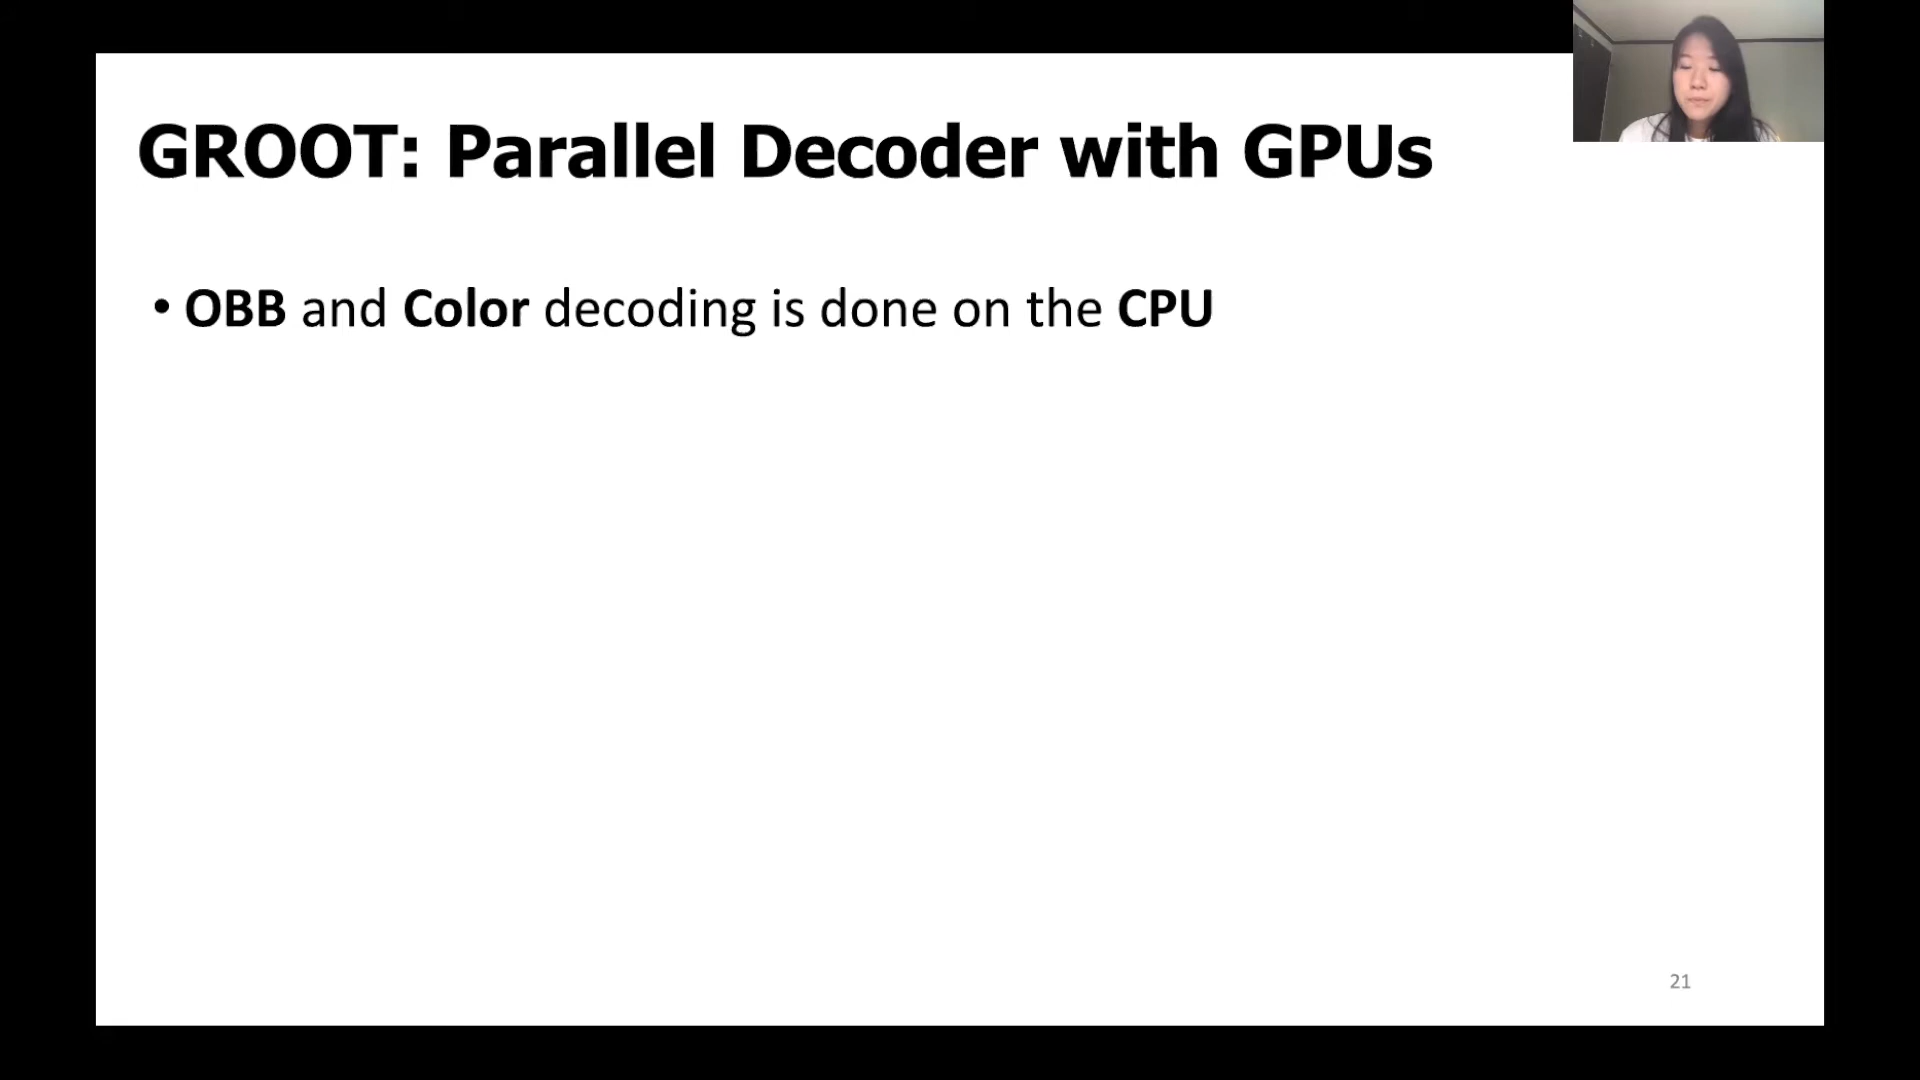 GROOT: Parallel Decoder with GPUs
• OBB and Color decoding is done on the CPU
21